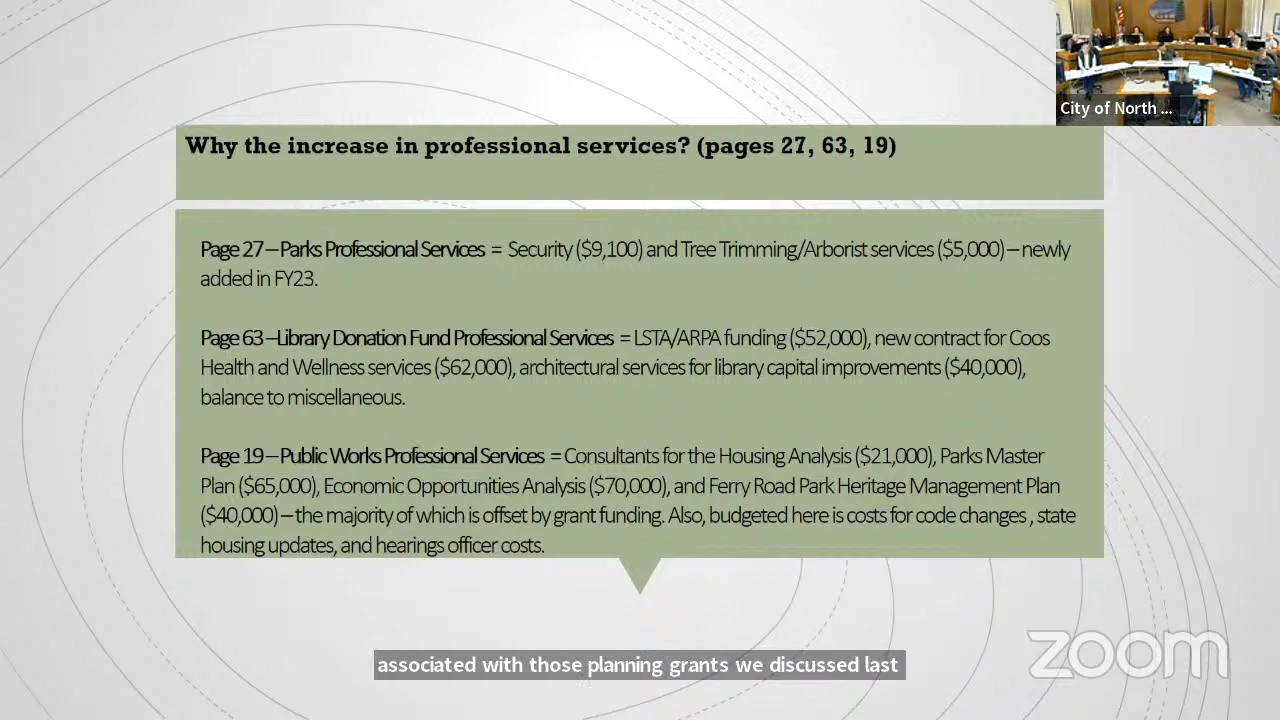 City of North ...
Why the increase in professional services? (pages 27, 63, 19)
Page 27 – Parks Professional Services = Security ($9,100) and Tree Trimming/Arborist services ($5,000) – newly
added in FY23.
Page 63 – Library Donation Fund Professional Services = LSTA/ARPA funding ($52,000), new contract for Coos
Health and Wellness services ($62,000), architectural services for library capital improvements ($40,000),
balance to miscellaneous.
Page 19 – Public Works Professional Services = Consultants for the Housing Analysis ($21,000), Parks Master
Plan ($65,000), Economic Opportunities Analysis ($70,000), and Ferry Road Park Heritage Management Plan
($40,000) – the majority of which is offset by grant funding. Also, budgeted here is costs for code changes , state
housing updates, and hearings officer costs.
associated with those planning grants we discussed last
zoom